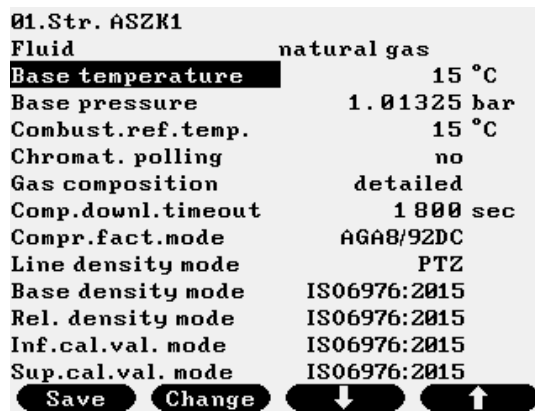 01.Str. ASZK1
Fluid natural gas
Base temperature 15 °C
Base pressure 1.01325 bar
Combust.ref.temp. 15 °C
Chromat. polling no
Gas composition detailed
Comp.downl.timeout 1800 sec
Compr.fact.mode AGA8/92DC
Line density mode PTZ
Base density mode ISO6976:2015
Rel. density mode ISO6976:2015
Inf.cal.val. mode ISO6976:2015
Sup.cal.val. mode ISO6976:2015
Save Change ⬇ ⬆